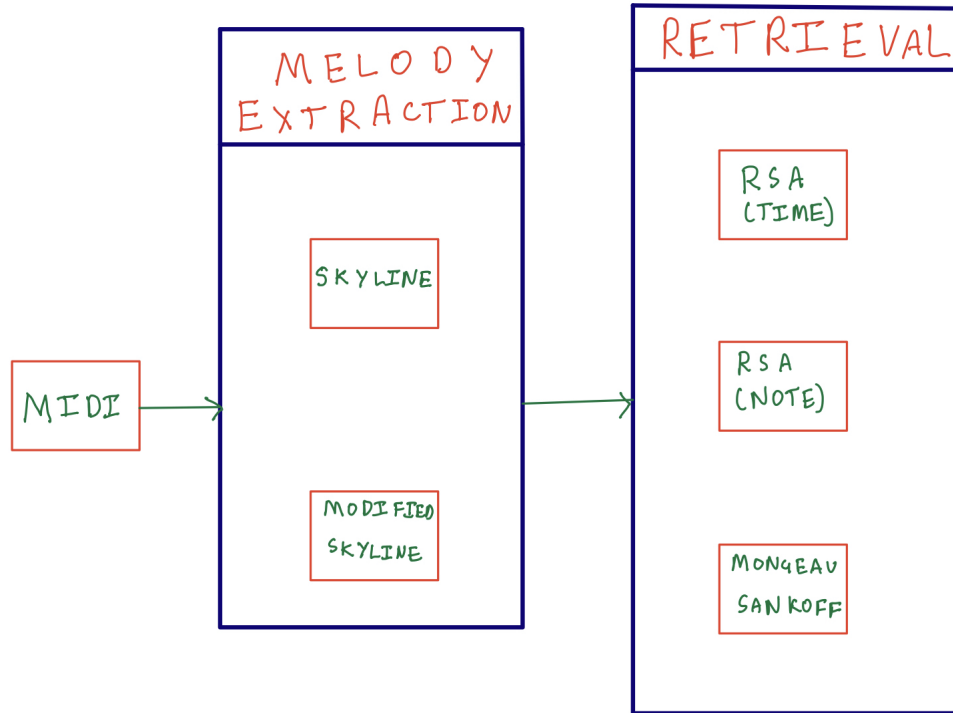 MIDI
MELODY
EXTRACTION
SKYLINE
MODIFIED
SKYLINE
RETRIEVAL
RSA
(TIME)
RSA
(NOTE)
MONGEAU
SANKOFF